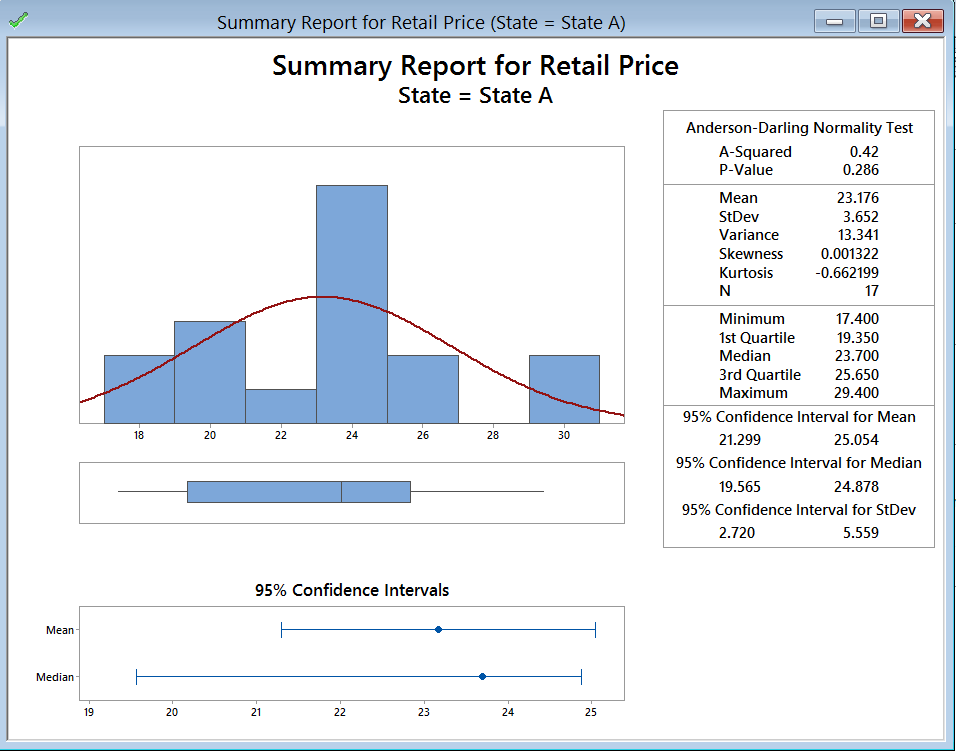 Summary Report for Retail Price (State = State A)
Summary Report for Retail Price
State = State A
18 20 22 24 26 28 30
Anderson-Darling Normality Test
A-Squared 0.42
P-Value 0.286
Mean 23.176
StDev 3.652
Variance 13.341
Skewness 0.001322
Kurtosis -0.662199
N 17
Minimum 17.400
1st Quartile 19.350
Median 23.700
3rd Quartile 25.650
Maximum 29.400
95% Confidence Interval for Mean
21.299 25.054
95% Confidence Interval for Median
19.565 24.878
95% Confidence Interval for StDev
2.720 5.559
95% Confidence Intervals
Mean
Median
19 20 21 22 23 24 25